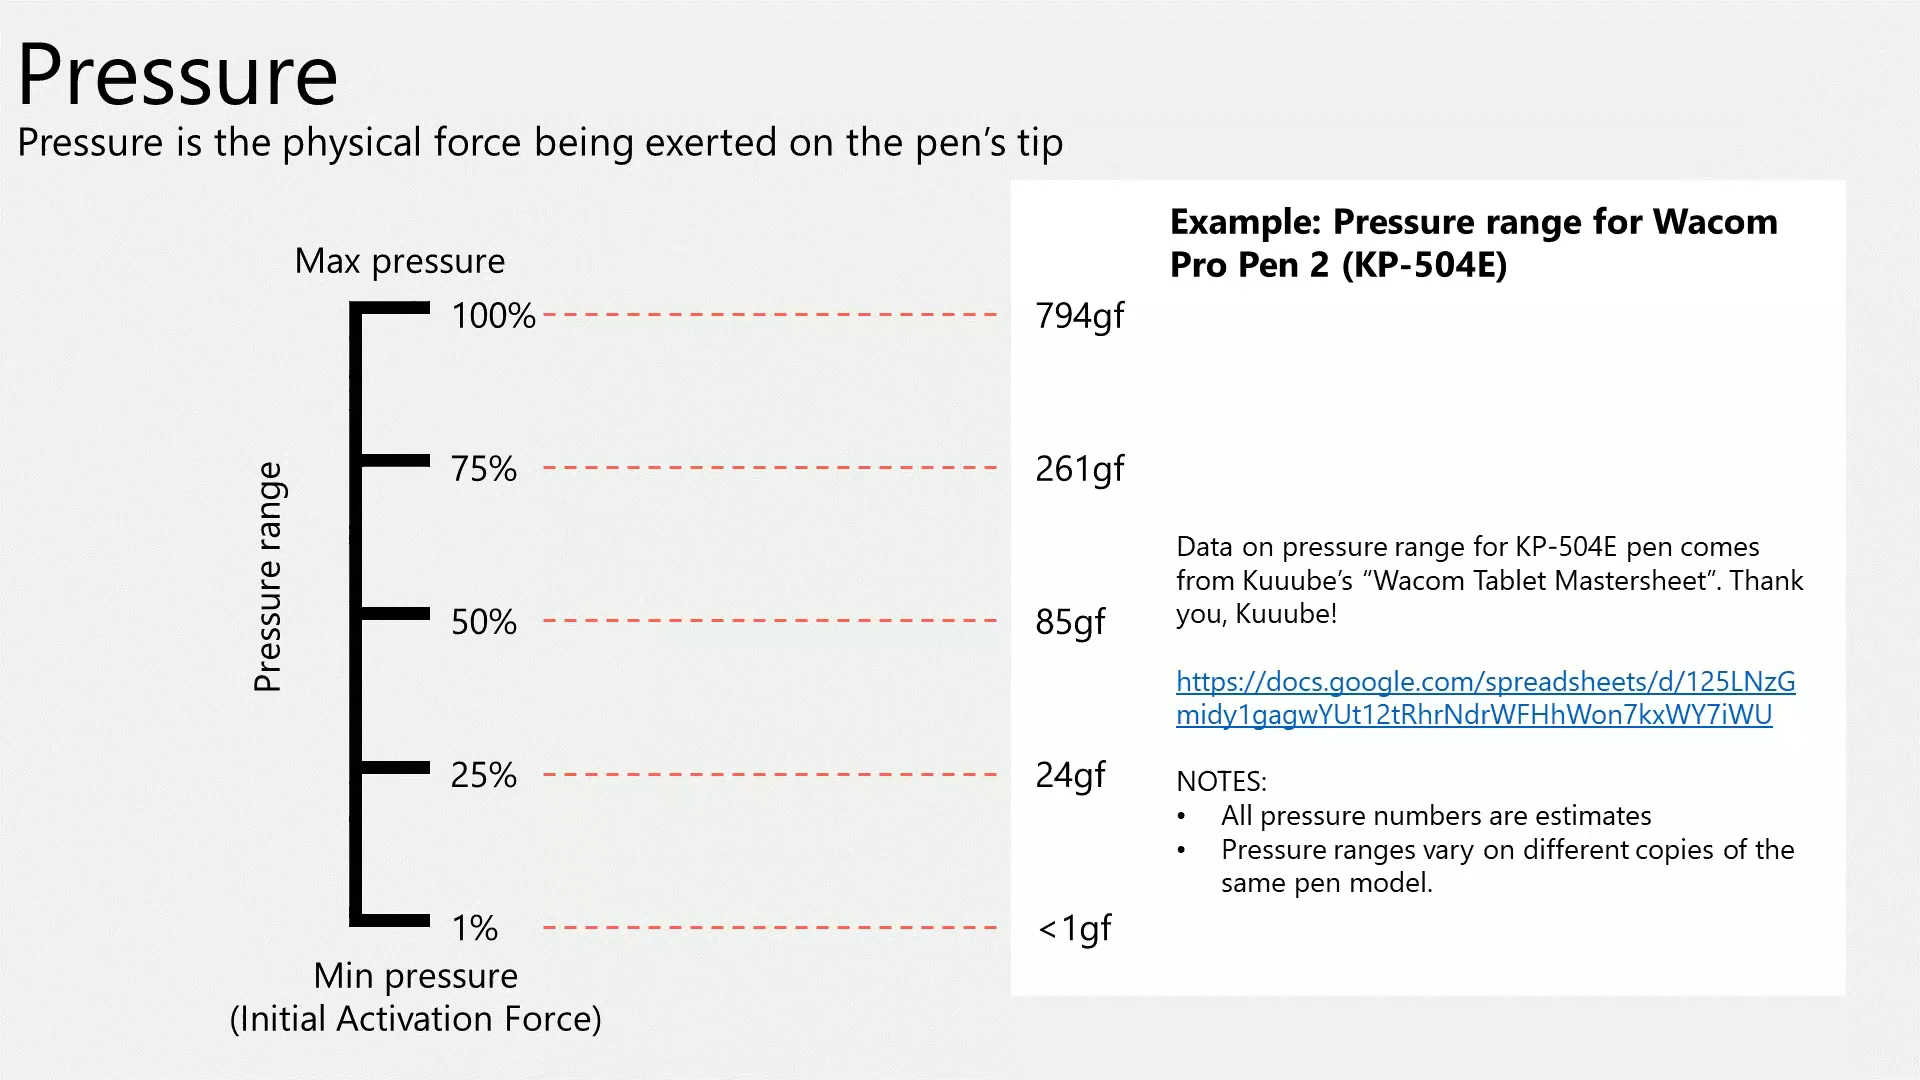 Pressure
Pressure is the physical force being exerted on the pen’s tip
Example: Pressure range for Wacom
Pro Pen 2 (KP-504E)
Max pressure
100%
794gf
75%
261gf
Pressure range
50%
85gf
25%
24gf
1%
<1gf
Min pressure
(Initial Activation Force)
Data on pressure range for KP-504E pen comes
from Kuuube’s “Wacom Tablet Mastersheet”. Thank
you, Kuuube!
https://docs.google.com/spreadsheets/d/125LNzG
midy1gagwYUt12tRhrNdrWFHhWon7kxWY7iWU
NOTES:
• All pressure numbers are estimates
• Pressure ranges vary on different copies of the
same pen model.